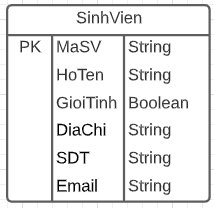 SinhVien
PK MaSV String
HoTen String
GioiTinh Boolean
DiaChi String
SDT String
Email String